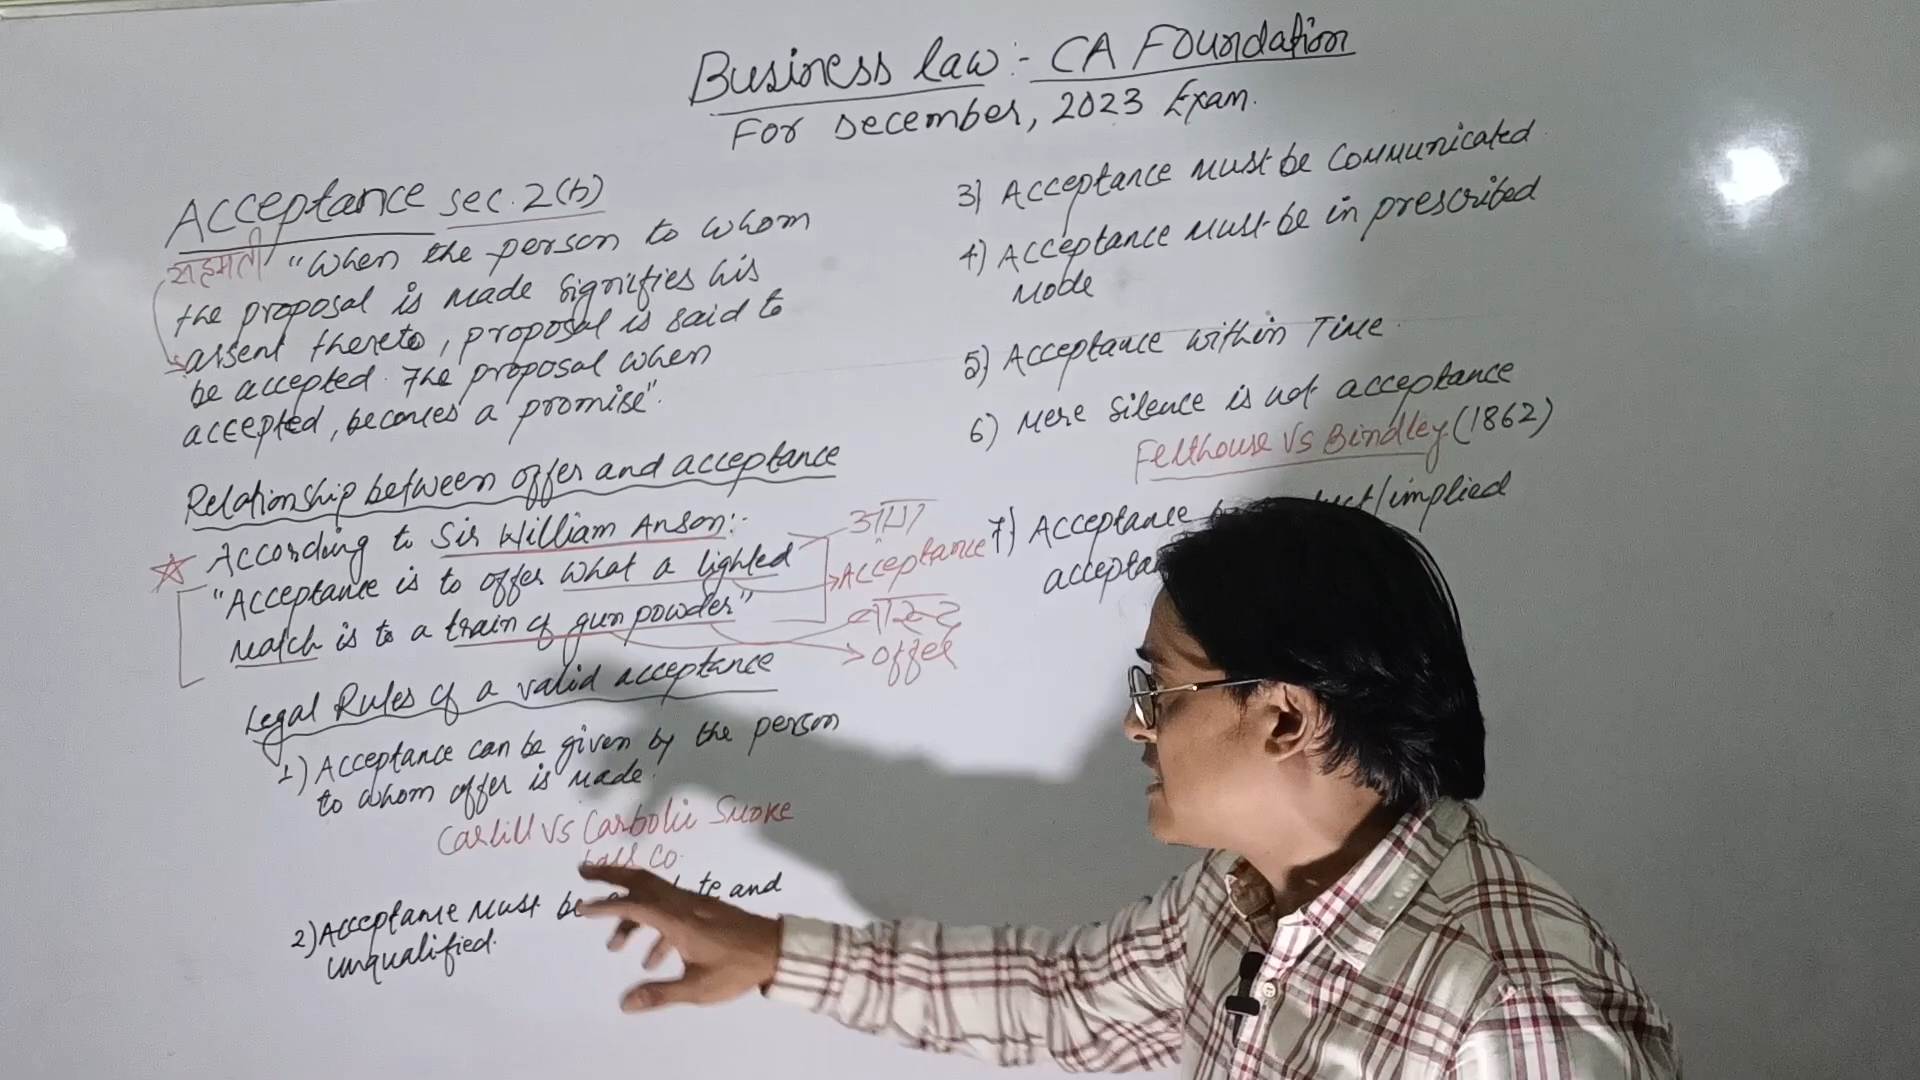 Business law :- CA Foundation
For December, 2023 Exam.
Acceptance sec. 2(b)
सहमती
"When the person to whom
the proposal is made signifies his
assent thereto, proposal is said to
be accepted. The proposal when
accepted, becomes a promise".
Relationship between offer and acceptance
According to Sir William Anson:-
"Acceptance is to offer what a lighted
match is to a train of gun powder"
Acceptance
offer
Legal Rules of a valid acceptance
1) Acceptance can be given by the person
to whom offer is made.
Carlill Vs Carbolic Smoke
ball Co.
2) Acceptance must be and
unqualified.
3) Acceptance must be communicated
4) Acceptance must be in prescribed
mode
5) Acceptance within Time.
6) Mere silence is not acceptance
Felthouse Vs Bindley (1862)
7) Acceptance /implied